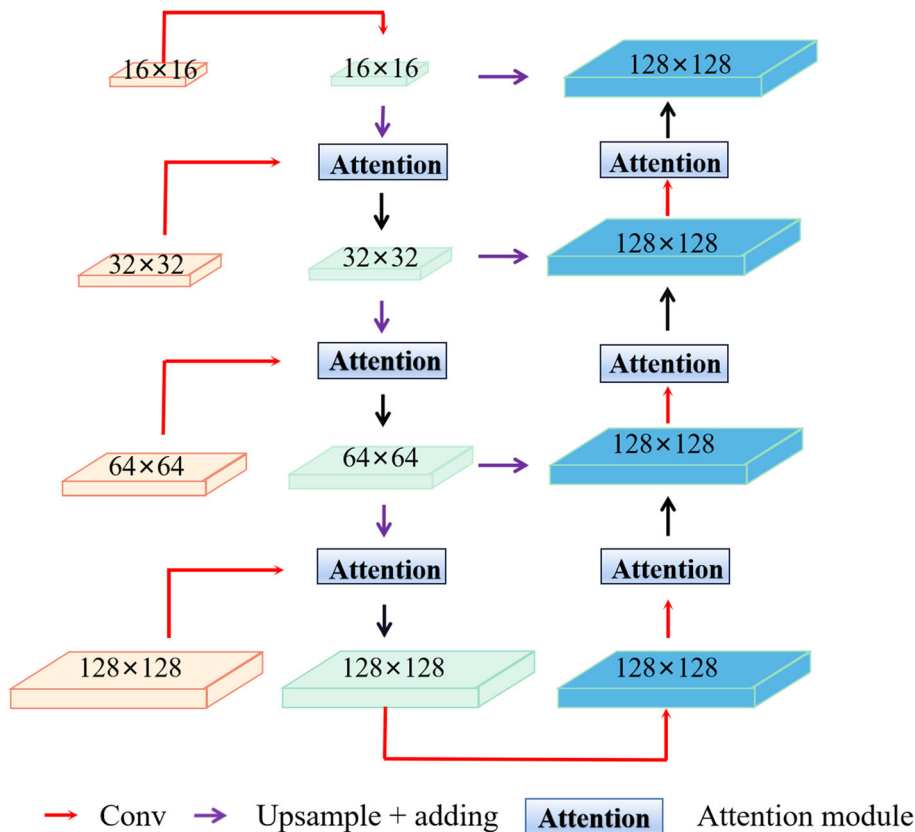 16×16
16×16
128×128
Attention
Attention
32×32
32×32
128×128
Attention
Attention
64×64
64×64
128×128
Attention
Attention
128×128
128×128
128×128
Conv
Upsample + adding
Attention
Attention module